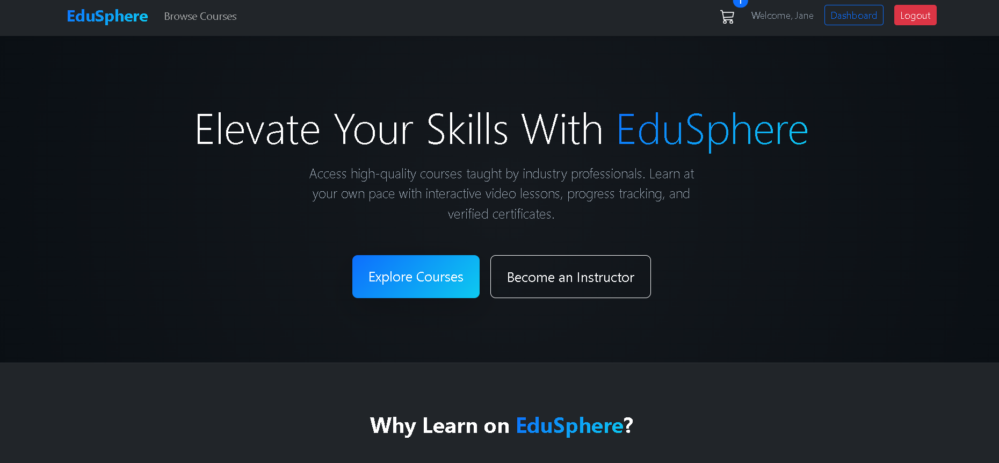 EduSphere Browse Courses Welcome, Jane Dashboard Logout
Elevate Your Skills With EduSphere
Access high-quality courses taught by industry professionals. Learn at
your own pace with interactive video lessons, progress tracking, and
verified certificates.
Explore Courses Become an Instructor
Why Learn on EduSphere?